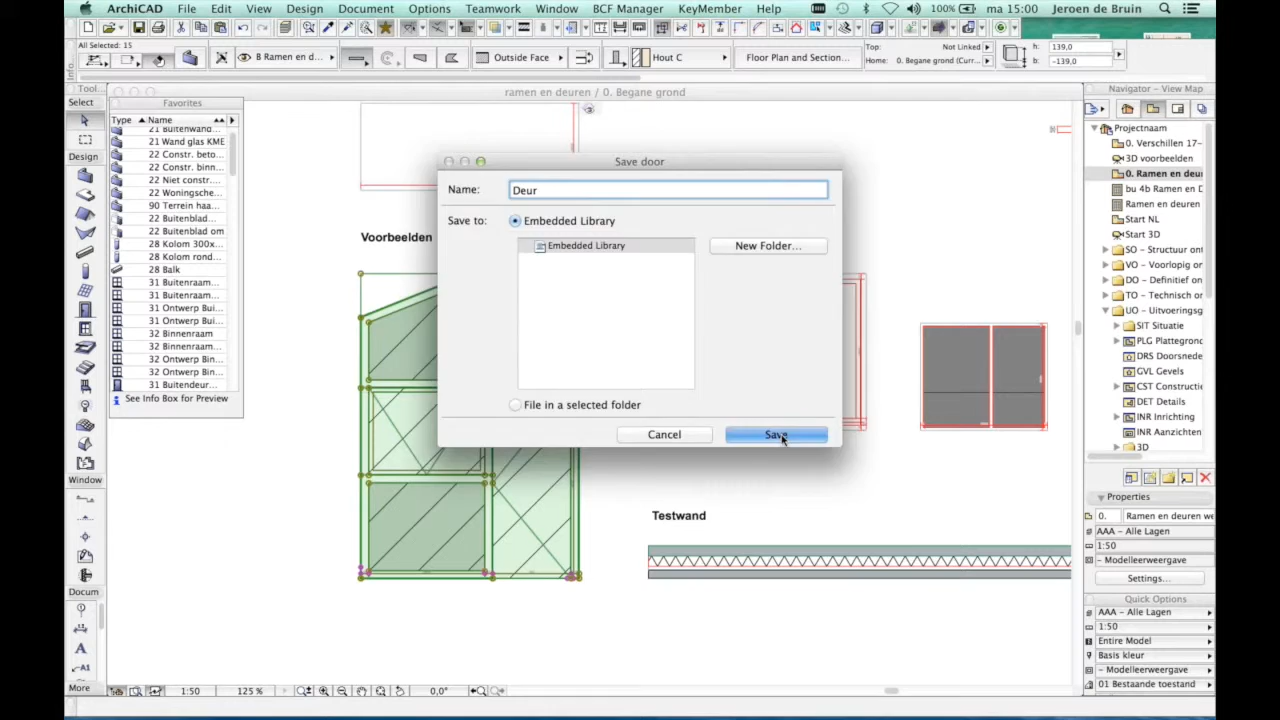 ArchiCAD File Edit View Design Document Options Teamwork Window BCF Manager KeyMember Help 100% ma 15:00 Jeroen de Bruin
All Selected: 15
B Ramen en d...
Outside Face
Hout C
Floor Plan and Section...
Top: Not Linked
Home: 0. Begane grond (Curr...
h: 139,0
b: -139,0
Tool...
Select
Design
Window
Docum
More
ramen en deuren / 0. Begane grond
Favorites
Type Name
21 Buitenwand...
21 Wand glas KME
22 Constr. beto...
22 Constr. binn...
22 Niet constr....
22 Woningsche...
90 Terrein haa...
22 Buitenblad...
22 Buitenblad om
28 Kolom 300x...
28 Kolom rond...
28 Balk
31 Buitenraam...
31 Buitenraam...
31 Ontwerp Bui...
31 Ontwerp Bui...
32 Binnenraam
32 Binnenraam...
32 Ontwerp Bin...
32 Ontwerp Bin...
31 Buitendeur...
See Info Box for Preview
Voorbeelden
Save door
Name: Deur
Save to: Embedded Library
Embedded Library
New Folder...
File in a selected folder
Cancel
Save
Testwand
Navigator - View Map
Projectnaam
0. Verschillen 17-
3D voorbeelden
0. Ramen en deur
bu 4b Ramen en D
Ramen en deuren
Start NL
Start 3D
SO - Structuur ont
VO - Voorlopig on
DO - Definitief on
TO - Technisch on
UO - Uitvoeringsg
SIT Situatie
PLG Plattegrond
DRS Doorsnede
GVL Gevels
CST Constructie
DET Details
INR Inrichting
INR Aanzichten
3D
Properties
0. Ramen en deuren we
AAA - Alle Lagen
1:50
- Modelleerweergave
Settings...
Quick Options
AAA - Alle Lagen
1:50
Entire Model
Basis kleur
- Modelleerweergave
01 Bestaande toestand
1:50 125 % 0,0°